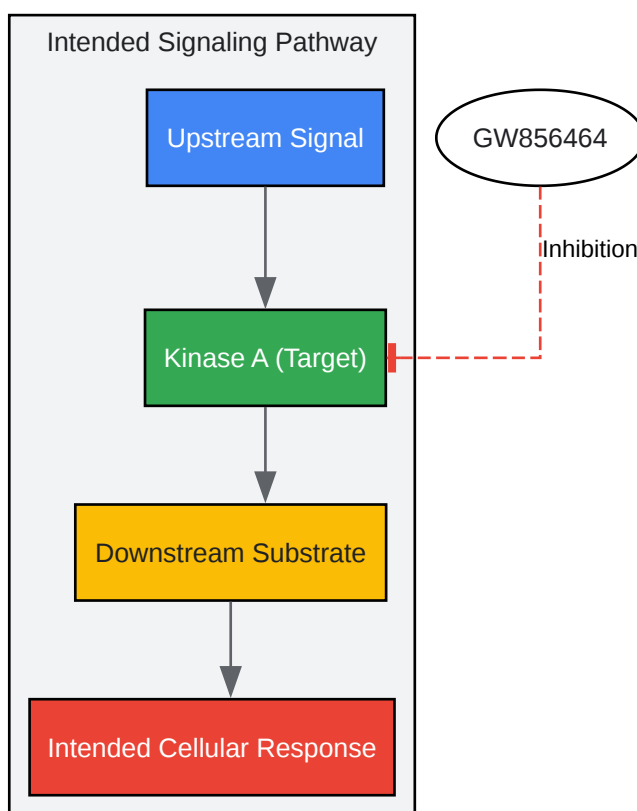 Intended Signaling Pathway
Upstream Signal
GW856464
Inhibition
Kinase A (Target)
Downstream Substrate
Intended Cellular Response